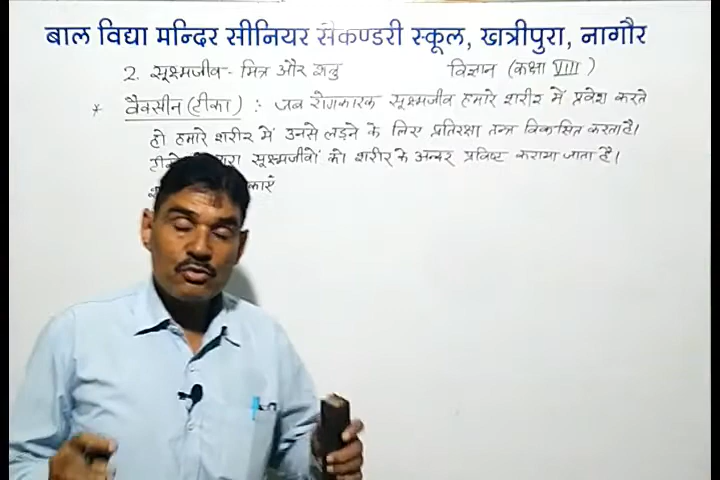 बाल विद्या मन्दिर सीनियर सैकण्डरी स्कूल, खत्रीपुरा, नागौर
2. सूक्ष्मजीव - मित्र और शत्रु विज्ञान (कक्षा VIII)
* वैक्सीन (टीका) :- जब रोगकारक सूक्ष्मजीव हमारे शरीर में प्रवेश करते
हो हमारे शरीर में उनसे लड़ने के लिए प्रतिरक्षा तन्त्र विकसित करता है।
सूक्ष्मजीवों को शरीर के अन्दर प्रविष्ट कराया जाता है।